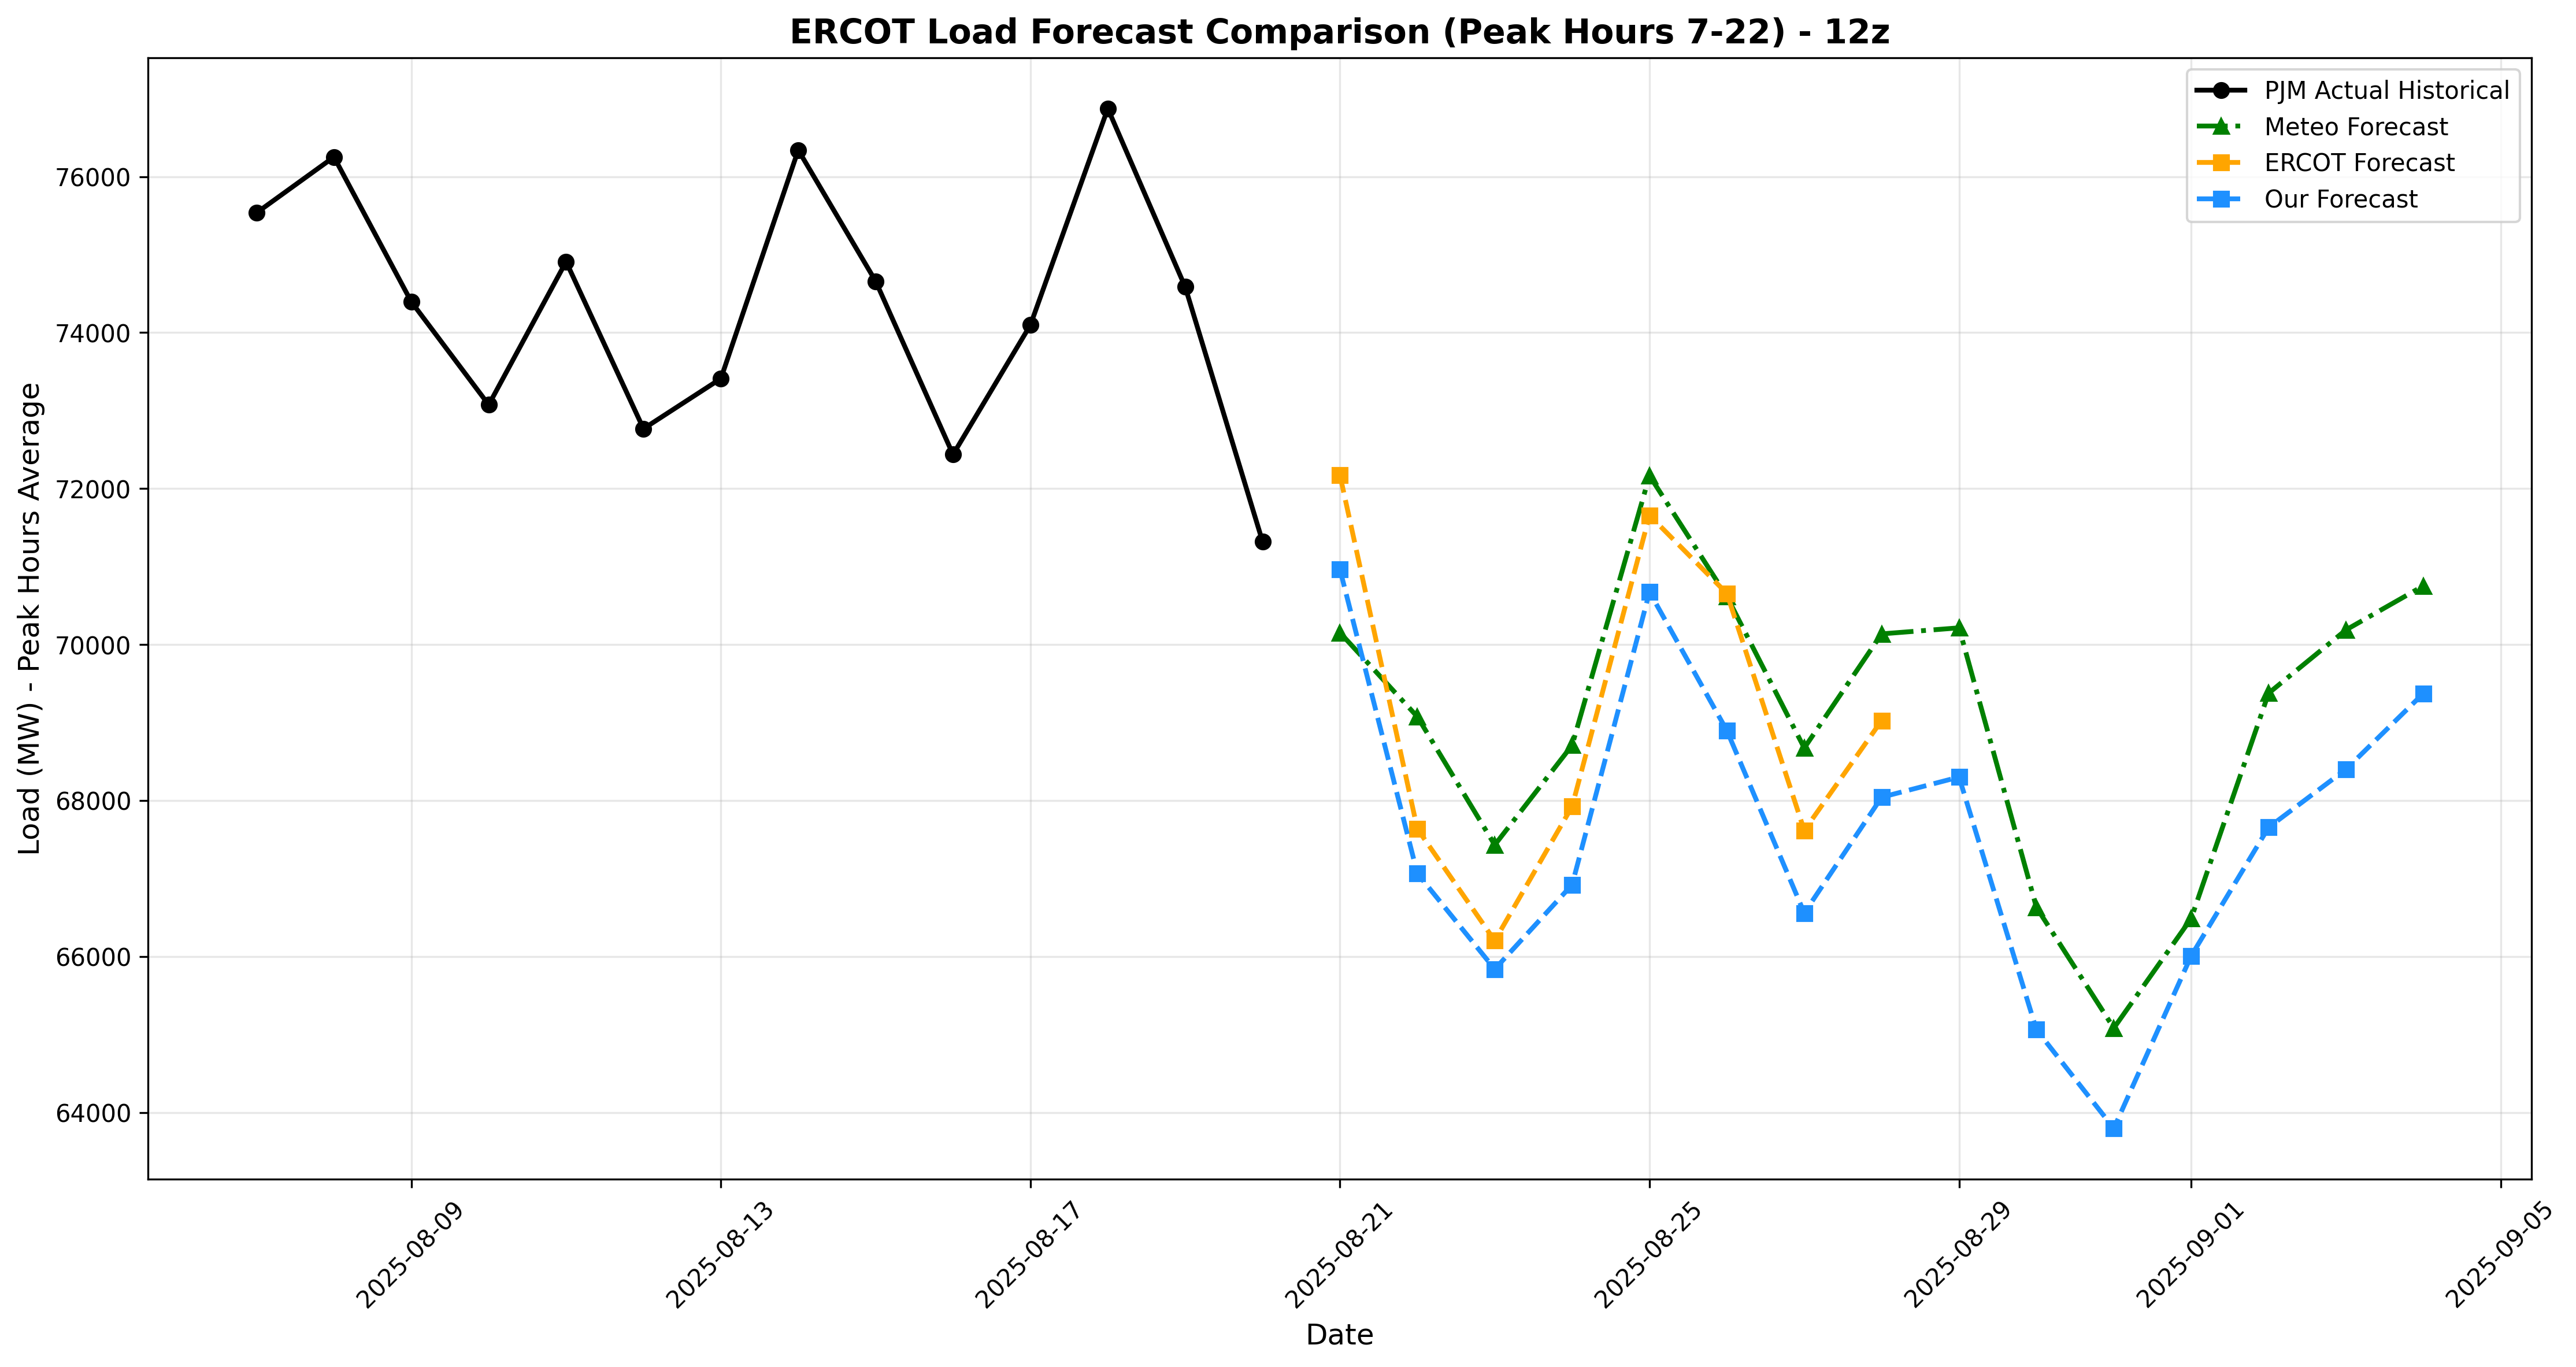 ERCOT Load Forecast Comparison (Peak Hours 7-22) - 12z
PJM Actual Historical
Meteo Forecast
ERCOT Forecast
Our Forecast
Load (MW) - Peak Hours Average
76000
74000
72000
70000
68000
66000
64000
2025-08-09
2025-08-13
2025-08-17
2025-08-21
2025-08-25
2025-08-29
2025-09-01
2025-09-05
Date